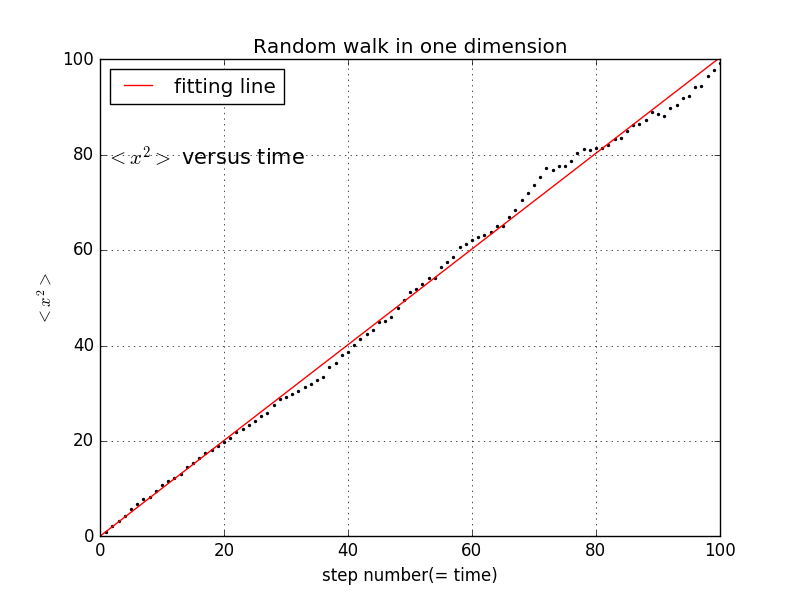 Random walk in one dimension
fitting line
<x²> versus time
<x²>
100
80
60
40
20
0
0 20 40 60 80 100
step number(= time)